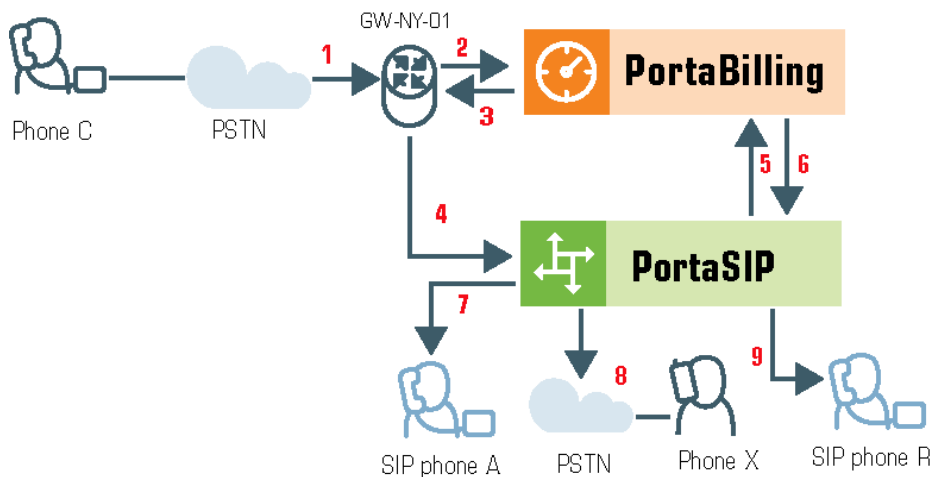 GW-NY-01
1
2
PortaBilling
3
Phone C
PSTN
5
6
4
PortaSIP
7
8
9
SIP phone A
PSTN
Phone X
SIP phone R